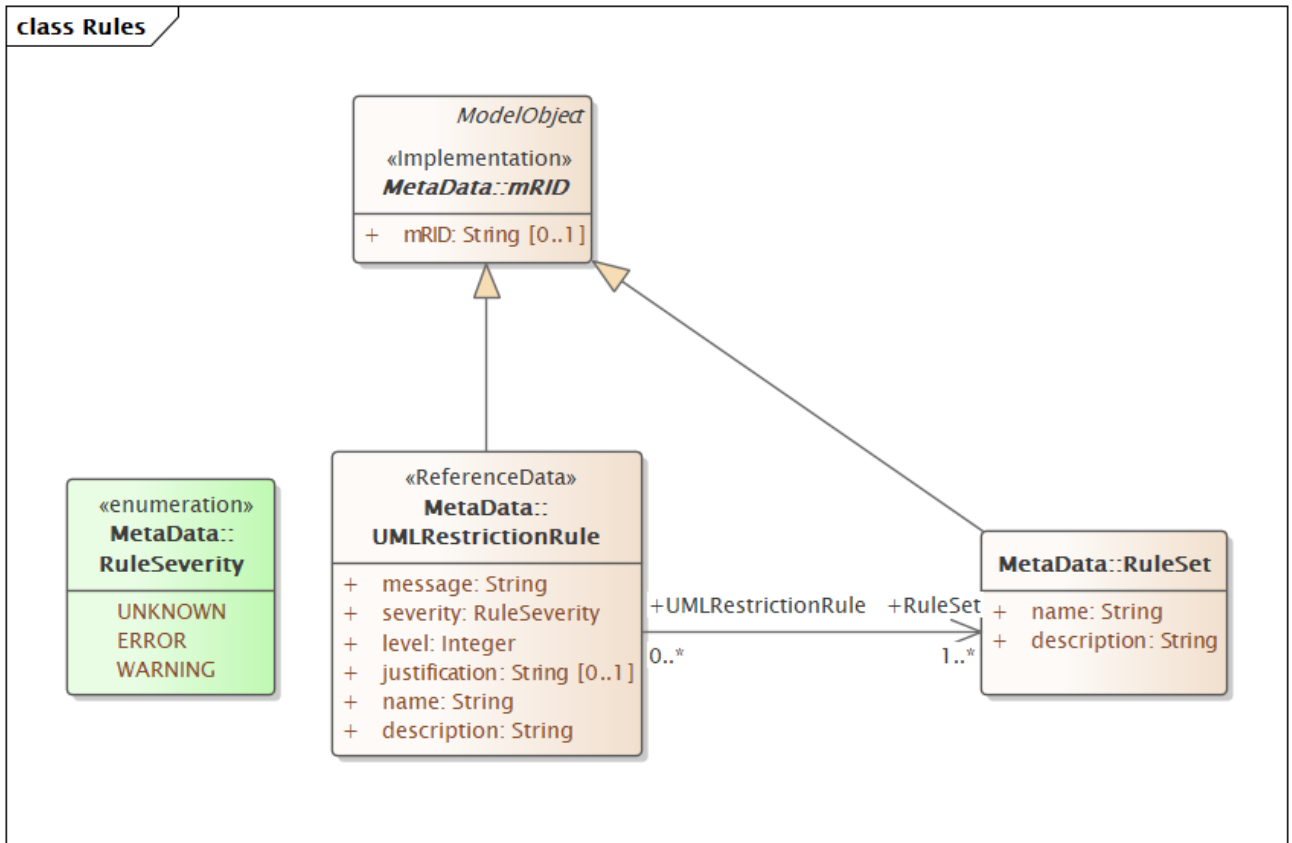 class Rules
ModelObject
«Implementation»
MetaData::mRID
+ mRID: String [0..1]
«enumeration»
MetaData::
RuleSeverity
UNKNOWN
ERROR
WARNING
«ReferenceData»
MetaData::
UMLRestrictionRule
+ message: String
+ severity: RuleSeverity
+ level: Integer
+ justification: String [0..1]
+ name: String
+ description: String
+UMLRestrictionRule +RuleSet
0..* 1..*
MetaData::RuleSet
+ name: String
+ description: String